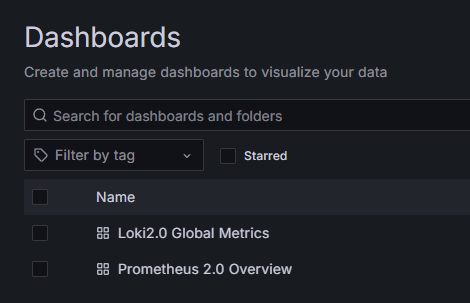 Dashboards
Create and manage dashboards to visualize your data
Search for dashboards and folders
Filter by tag
Starred
Name
Loki2.0 Global Metrics
Prometheus 2.0 Overview